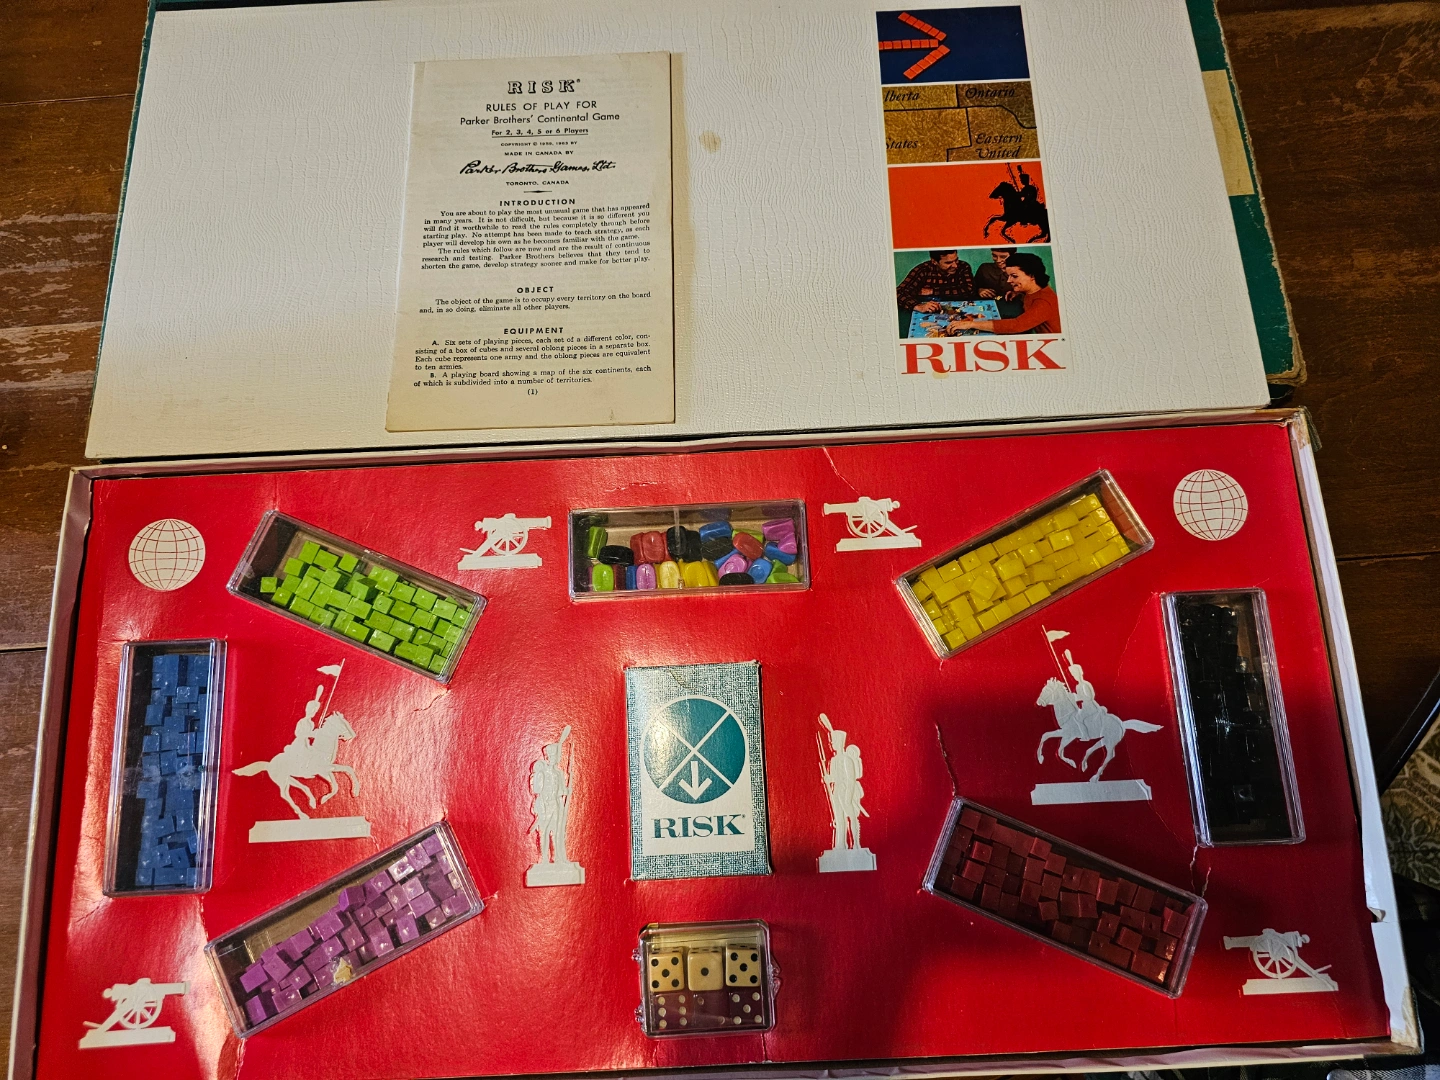 RISK®
RULES OF PLAY FOR
Parker Brothers' Continental Game
For 2, 3, 4, 5 or 6 Players
COPYRIGHT © 1959, 1963 BY
MADE IN CANADA BY
Parker Brothers Games, Ltd.
TORONTO, CANADA
INTRODUCTION
You are about to play the most unusual game that has appeared
in many years. It is not difficult, but because it is so different you
will find it worthwhile to read the rules completely through before
starting play. No attempt has been made to teach strategy, as each
player will develop his own as he becomes familiar with the game.
The rules which follow are new and are the result of continuous
research and testing. Parker Brothers believes that they tend to
shorten the game, develop strategy sooner and make for better play.
OBJECT
The object of the game is to occupy every territory on the board
and, in so doing, eliminate all other players.
EQUIPMENT
A. Six sets of playing pieces, each set of a different color, con-
sisting of a box of cubes and several oblong pieces in a separate box.
Each cube represents one army and the oblong pieces are equivalent
to ten armies.
B. A playing board showing a map of the six continents, each
of which is subdivided into a number of territories.
(1)
lberta
Ontario
States
Eastern
United
RISK®
RISK®